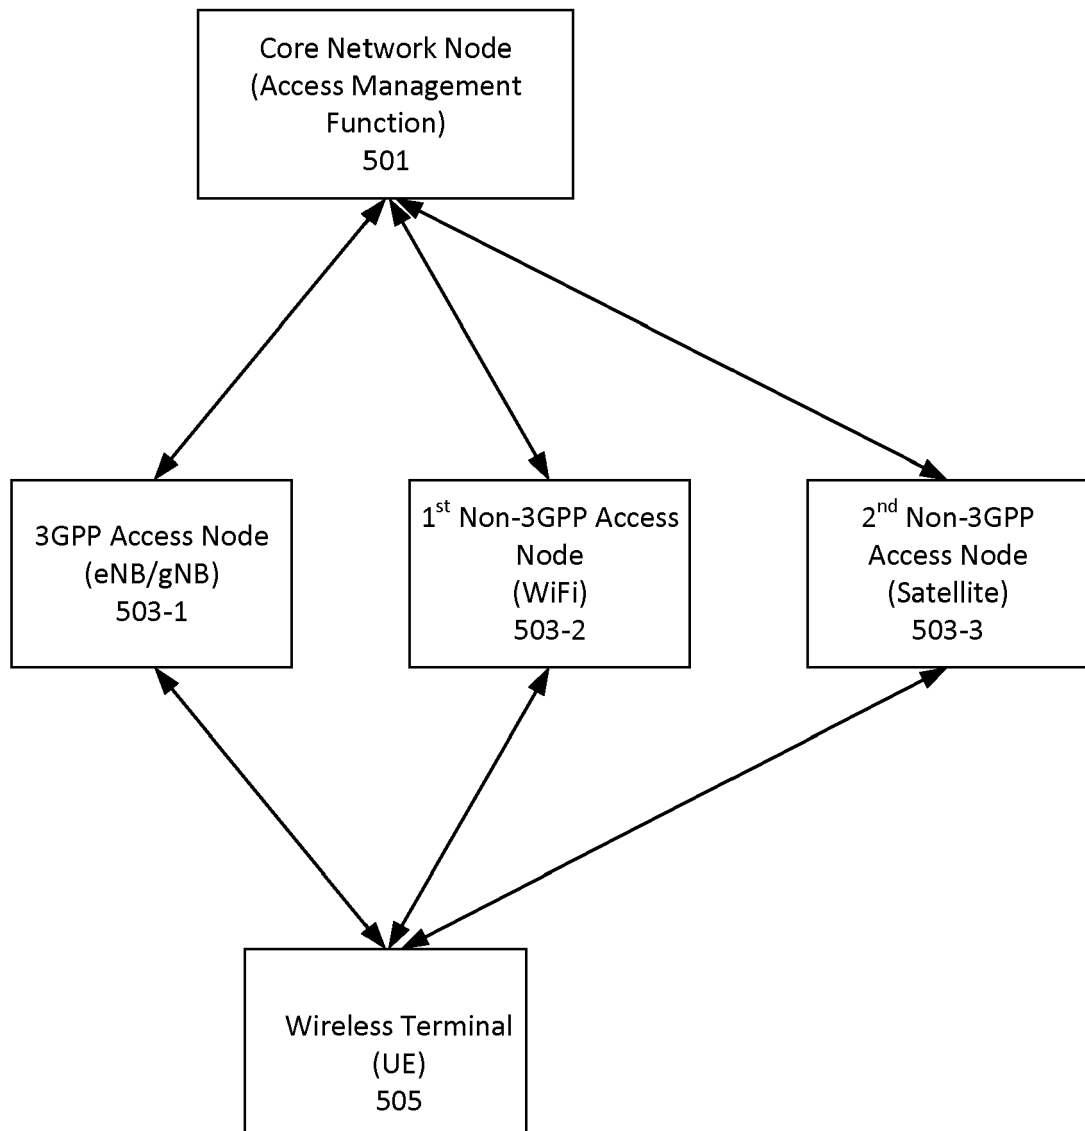 Core Network Node
(Access Management
Function)
501
3GPP Access Node
(eNB/gNB)
503-1
1st Non-3GPP Access
Node
(WiFi)
503-2
2nd Non-3GPP
Access Node
(Satellite)
503-3
Wireless Terminal
(UE)
505